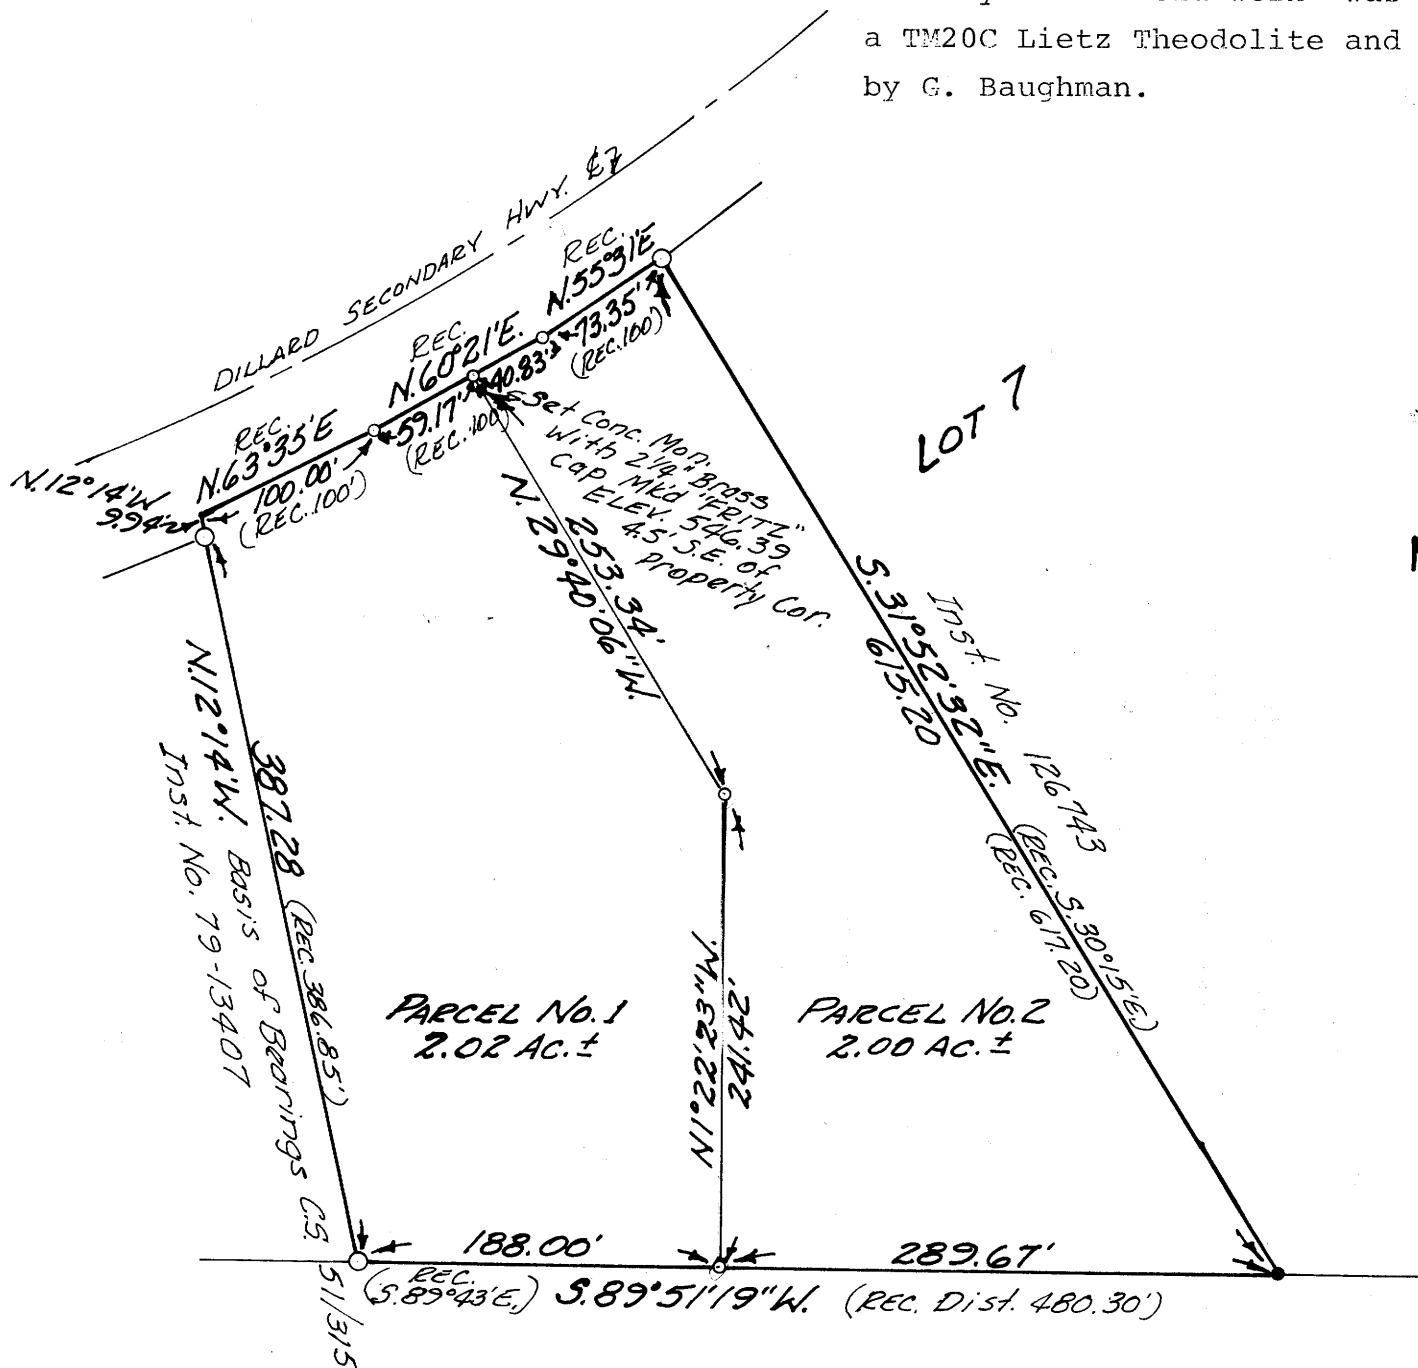 a TM20C Lietz Theodolite and
by G. Baughman.
DILLARD SECONDARY HWY. ℄
REC.
N.55°31'E
73.35'
(REC.100)
REC.
N.60°21'E.
40.83'
59.17'
(REC.100)
REC.
N.63°35'E
100.00'
(REC.100')
N.12°14'W
9.94'
Set Conc. Mon.
With 2¼" Brass
Cap Mkd "FRITZ"
ELEV. 546.39
4.5' S.E. of
Property Cor.
LOT 7
253.34'
N.29°40'06"W.
Inst. No. 126743
S.31°52'32"E. (REC. S.30°15'E.)
615.20 (REC. 617.20)
387.28 (REC. 386.85')
N.12°14'W. Basis of Bearings C.S. 51/315
Inst. No. 79-13407
PARCEL No.1
2.02 AC.±
N1°22'23"W.
241.42'
PARCEL No.2
2.00 AC.±
188.00'
289.67'
(REC. S.89°43'E.) S.89°51'19"W. (REC. Dist. 480.30')